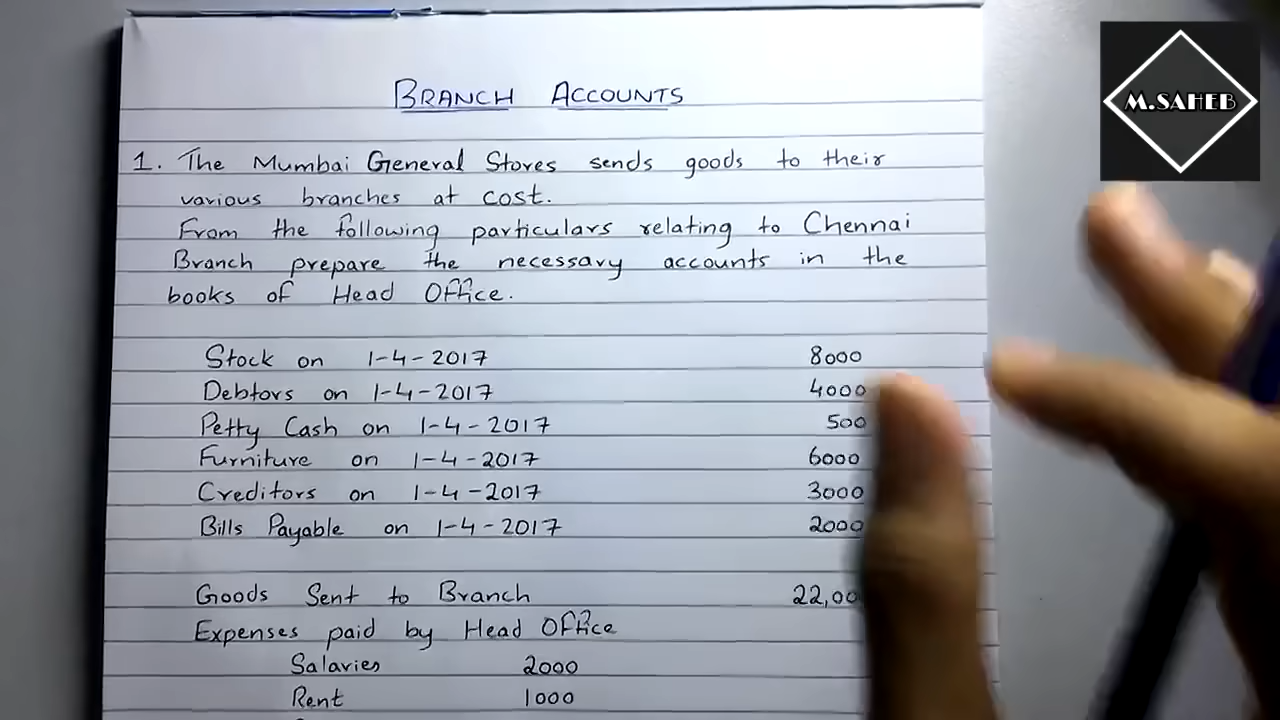 M.SAHEB
BRANCH ACCOUNTS
1. The Mumbai General Stores sends goods to their
various branches at cost.
From the following particulars relating to Chennai
Branch prepare the necessary accounts in the
books of Head Office.
Stock on 1-4-2017 8000
Debtors on 1-4-2017 4000
Petty Cash on 1-4-2017 500
Furniture on 1-4-2017 6000
Creditors on 1-4-2017 3000
Bills Payable on 1-4-2017 2000
Goods Sent to Branch
Expenses paid by Head Office
Salaries 2000
Rent 1000